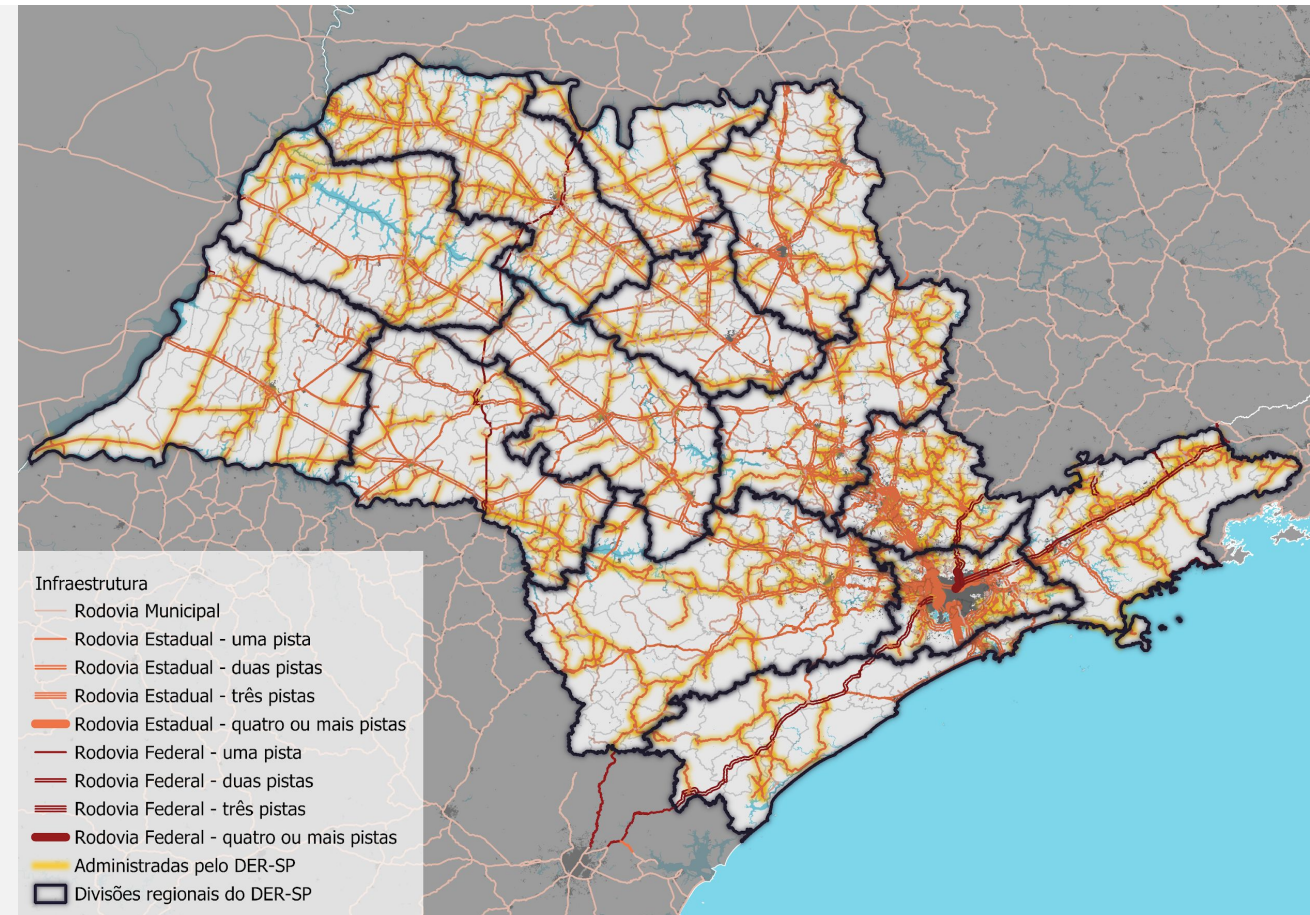 Infraestrutura
Rodovia Municipal
Rodovia Estadual - uma pista
Rodovia Estadual - duas pistas
Rodovia Estadual - três pistas
Rodovia Estadual - quatro ou mais pistas
Rodovia Federal - uma pista
Rodovia Federal - duas pistas
Rodovia Federal - três pistas
Rodovia Federal - quatro ou mais pistas
Administradas pelo DER-SP
Divisões regionais do DER-SP